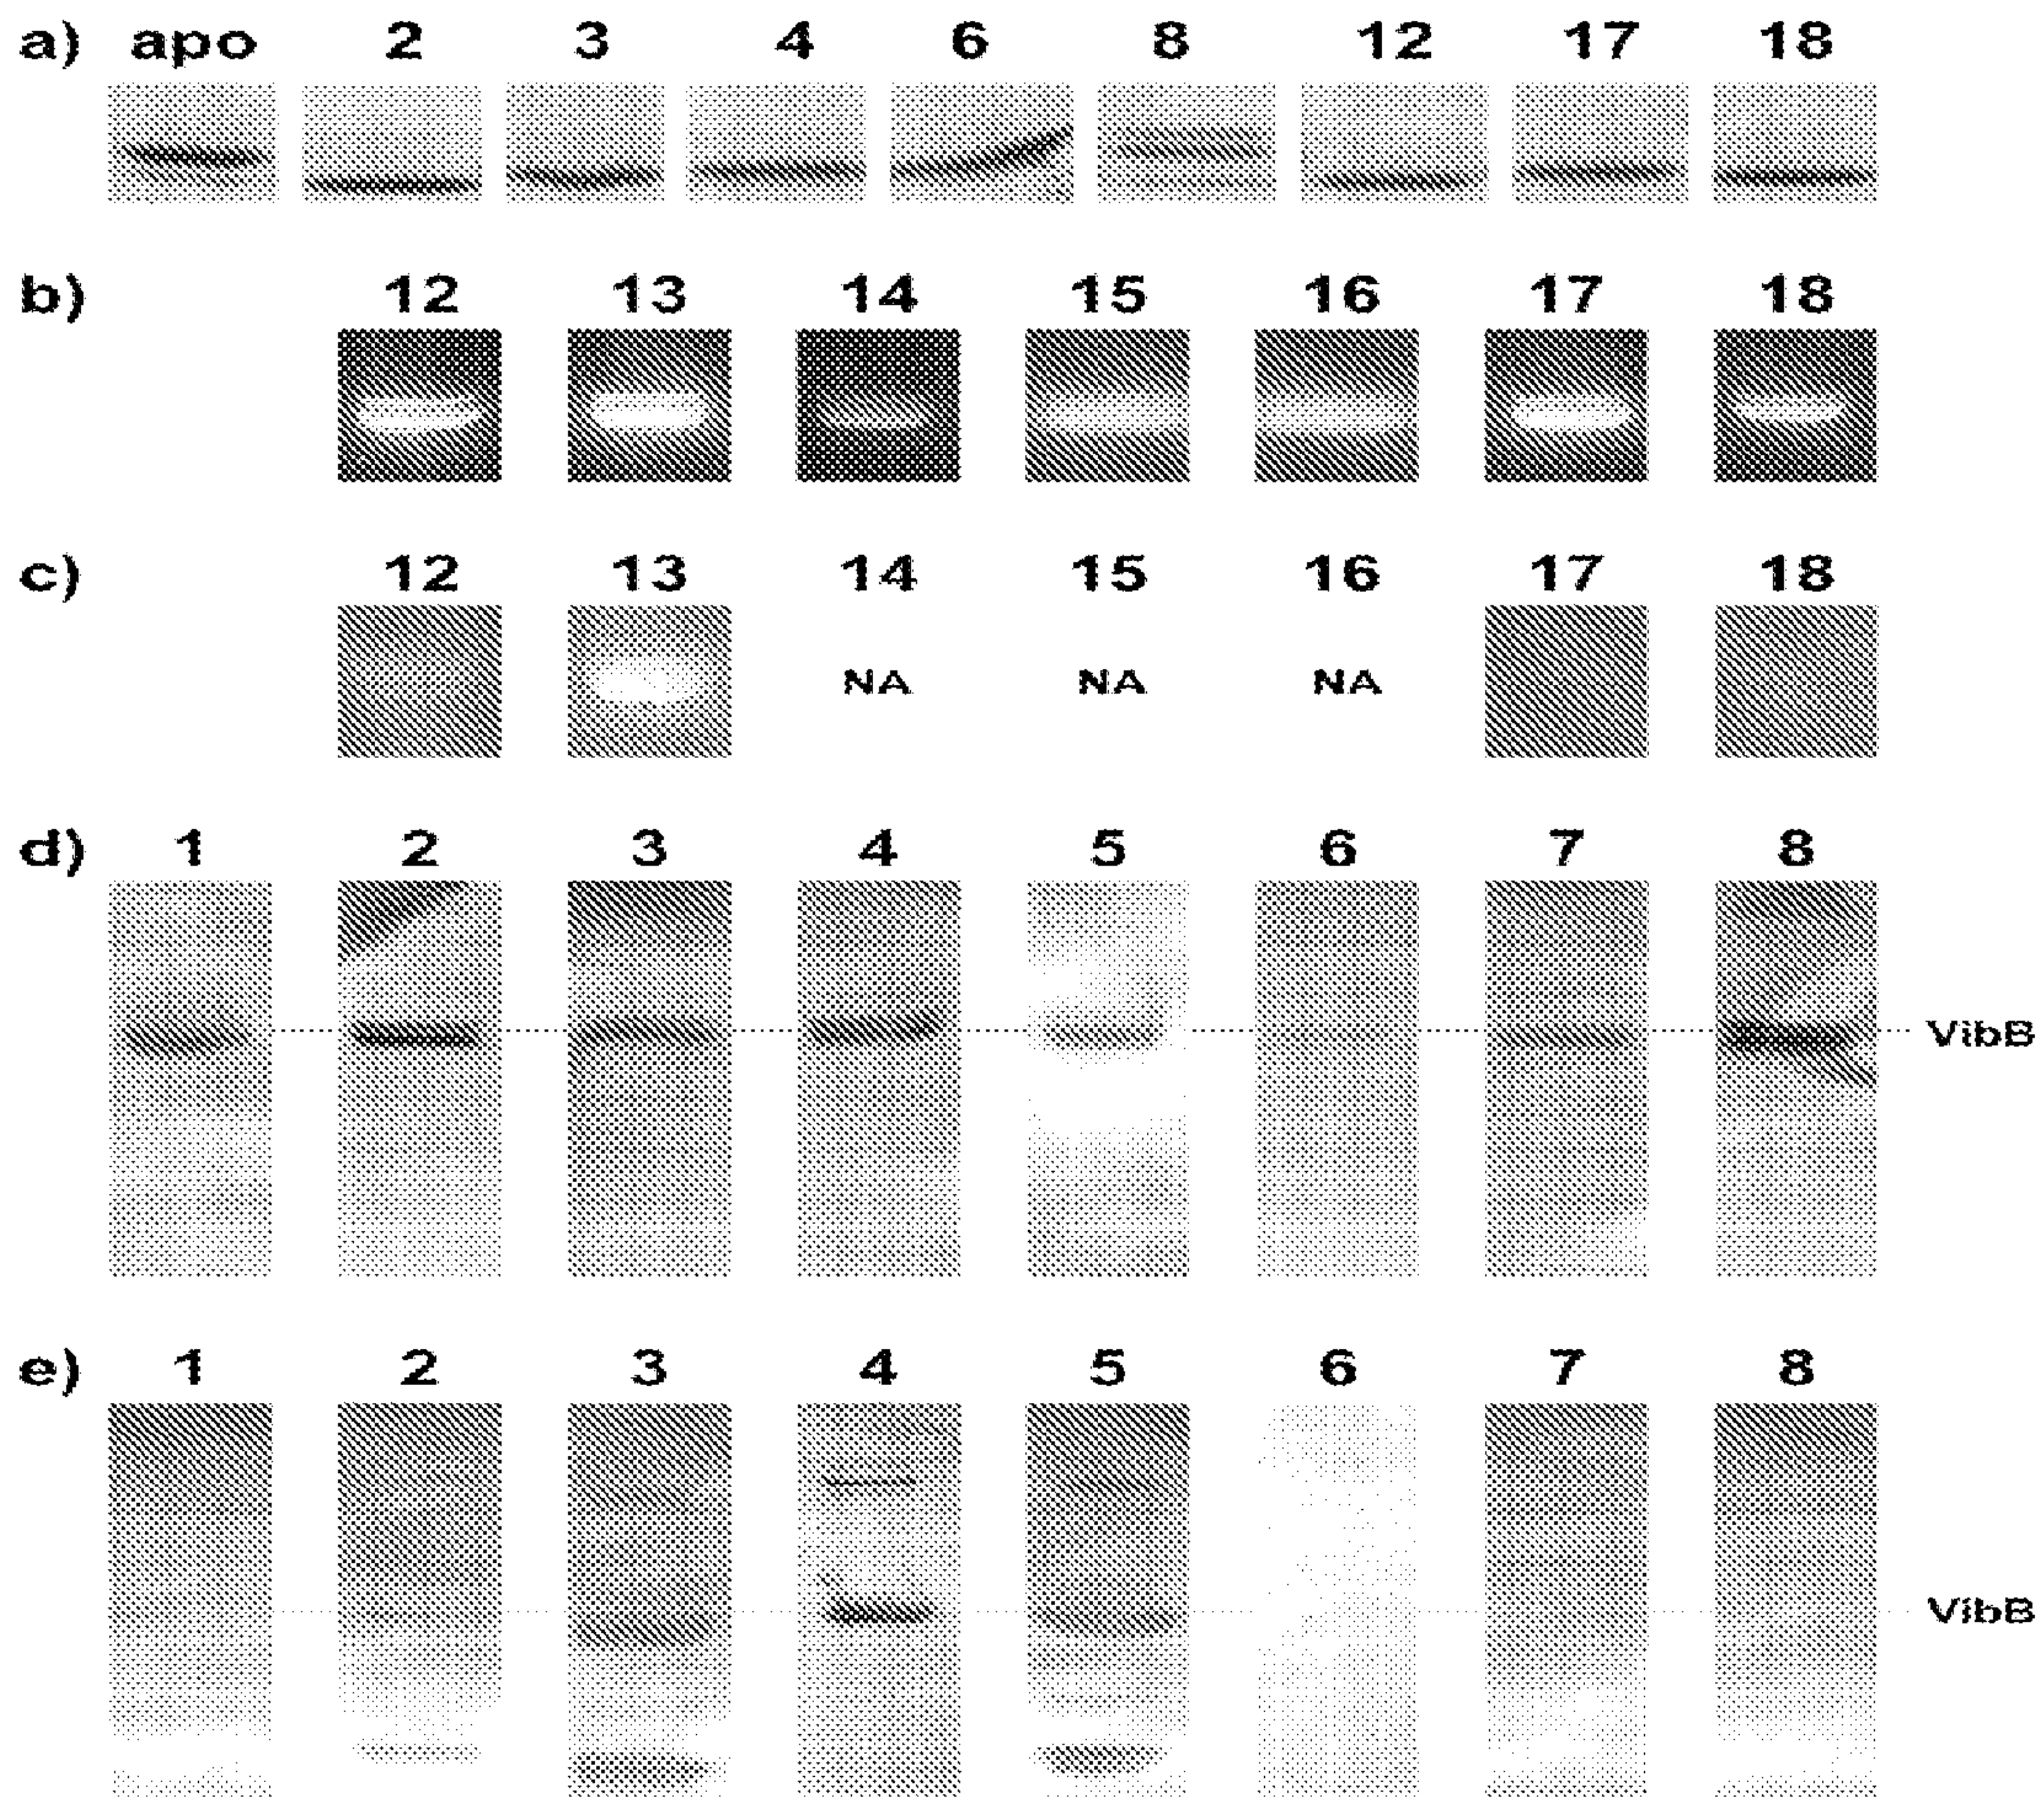 a) apo 2 3 4 6 8 12 17 18
b) 12 13 14 15 16 17 18
c) 12 13 14 15 16 17 18
NA NA NA
d) 1 2 3 4 5 6 7 8
VibB
e) 1 2 3 4 5 6 7 8
VibB